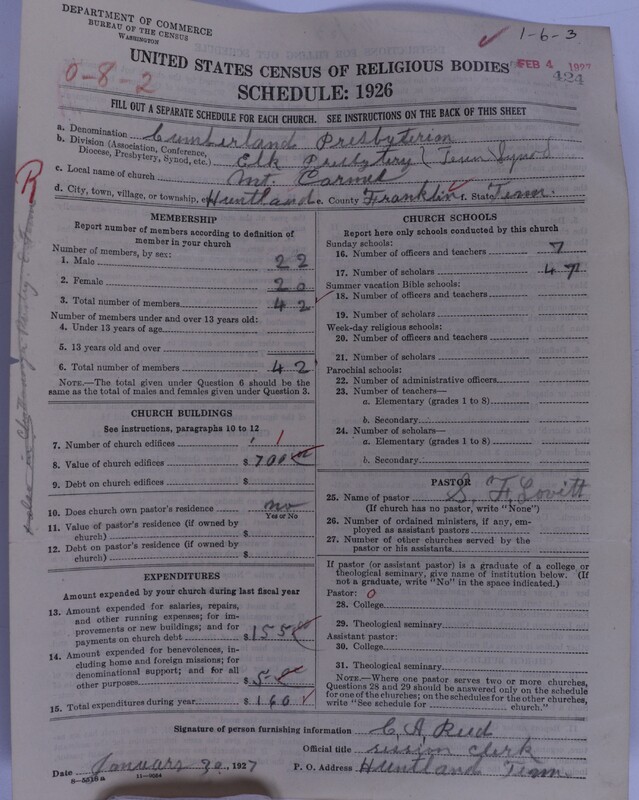 DEPARTMENT OF COMMERCE
BUREAU OF THE CENSUS
WASHINGTON
1-6-3
UNITED STATES CENSUS OF RELIGIOUS BODIES
FEB 4 1927
424
0-8-2
SCHEDULE: 1926
FILL OUT A SEPARATE SCHEDULE FOR EACH CHURCH. SEE INSTRUCTIONS ON THE BACK OF THIS SHEET
a. Denomination Cumberland Presbyterian
b. Division (Association, Conference, Diocese, Presbytery, Synod, etc.) Elk Presbytery (Tenn Synod
c. Local name of church Mt. Carmel
d. City, town, village, or township, Huntland e. County Franklin f. State Tenn.
R
MEMBERSHIP
Report number of members according to definition of
member in your church
Number of members, by sex:
1. Male 22
2. Female 20
3. Total number of members 42
Number of members under and over 13 years old:
4. Under 13 years of age
5. 13 years old and over
6. Total number of members 42
NOTE.—The total given under Question 6 should be the
same as the total of males and females given under Question 3.
CHURCH BUILDINGS
See instructions, paragraphs 10 to 12
7. Number of church edifices 1 1
8. Value of church edifices $ 700
9. Debt on church edifices $
10. Does church own pastor's residence no
Yes or No
11. Value of pastor's residence (if owned by
church) $
12. Debt on pastor's residence (if owned by
church) $
EXPENDITURES
Amount expended by your church during last fiscal year
13. Amount expended for salaries, repairs,
and other running expenses; for im-
provements or new buildings; and for
payments on church debt $ 155
14. Amount expended for benevolences, in-
cluding home and foreign missions; for
denominational support; and for all
other purposes $ 5
15. Total expenditures during year $ 160
CHURCH SCHOOLS
Report here only schools conducted by this church
Sunday schools:
16. Number of officers and teachers 7
17. Number of scholars 47
Summer vacation Bible schools:
18. Number of officers and teachers
19. Number of scholars
Week-day religious schools:
20. Number of officers and teachers
21. Number of scholars
Parochial schools:
22. Number of administrative officers
23. Number of teachers—
a. Elementary (grades 1 to 8)
b. Secondary
24. Number of scholars—
a. Elementary (grades 1 to 8)
b. Secondary
PASTOR
25. Name of pastor S. F. Lovitt
(If church has no pastor, write "None")
26. Number of ordained ministers, if any, em-
ployed as assistant pastors
27. Number of other churches served by the
pastor or his assistants
If pastor (or assistant pastor) is a graduate of a college or
theological seminary, give name of institution below. (If
not a graduate, write "No" in the space indicated.)
Pastor: 0
28. College
29. Theological seminary
Assistant pastor:
30. College
31. Theological seminary
NOTE.—Where one pastor serves two or more churches,
Questions 28 and 29 should be answered only on the schedule
for one of the churches; on the schedules for the other churches,
write "See schedule for church."
Signature of person furnishing information C. A. Reed
Official title session clerk
Date January 30, 1927 P. O. Address Huntland Tenn.
8-5516a 11-9084